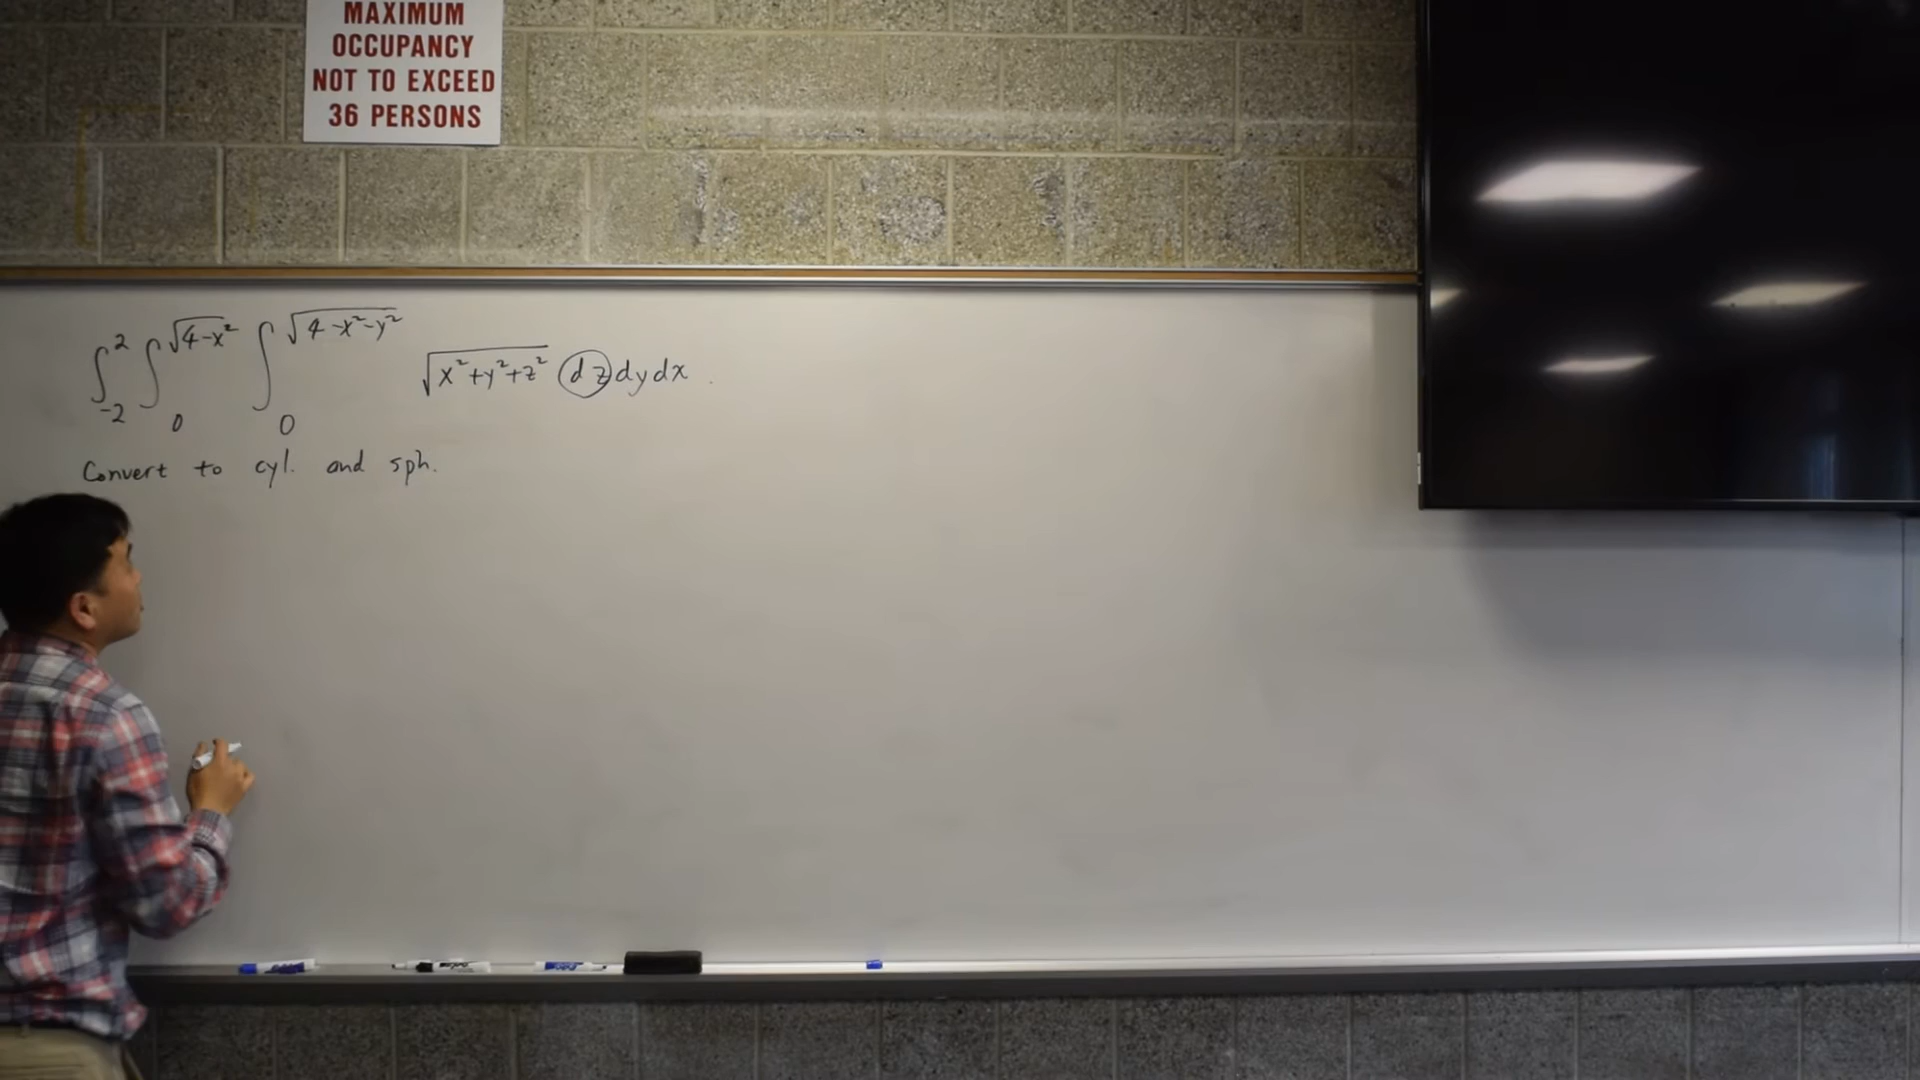 MAXIMUM
OCCUPANCY
NOT TO EXCEED
36 PERSONS
∫_{-2}^{2} ∫_{0}^{√(4-x²)} ∫_{0}^{√(4-x²-y²)} √(x²+y²+z²) dz dy dx
Convert to cyl. and sph.